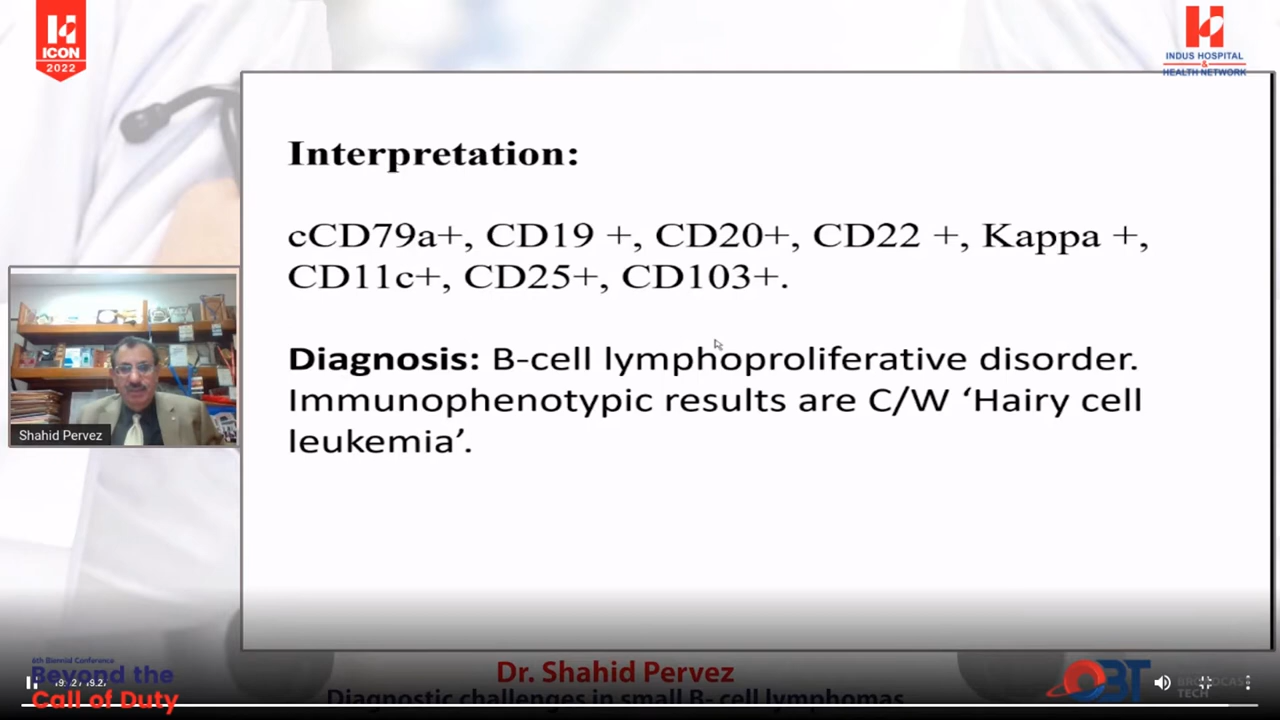 ICON
2022
INDUS HOSPITAL
&
HEALTH NETWORK
Interpretation:
cCD79a+, CD19 +, CD20+, CD22 +, Kappa +,
CD11c+, CD25+, CD103+.
Diagnosis: B-cell lymphoproliferative disorder.
Immunophenotypic results are C/W ‘Hairy cell
leukemia’.
Shahid Pervez
6th Biennial Conference
Beyond the
Call of Duty
Dr. Shahid Pervez
Diagnostic challenges in small B- cell lymphomas
OBT
BROADCAST
TECH